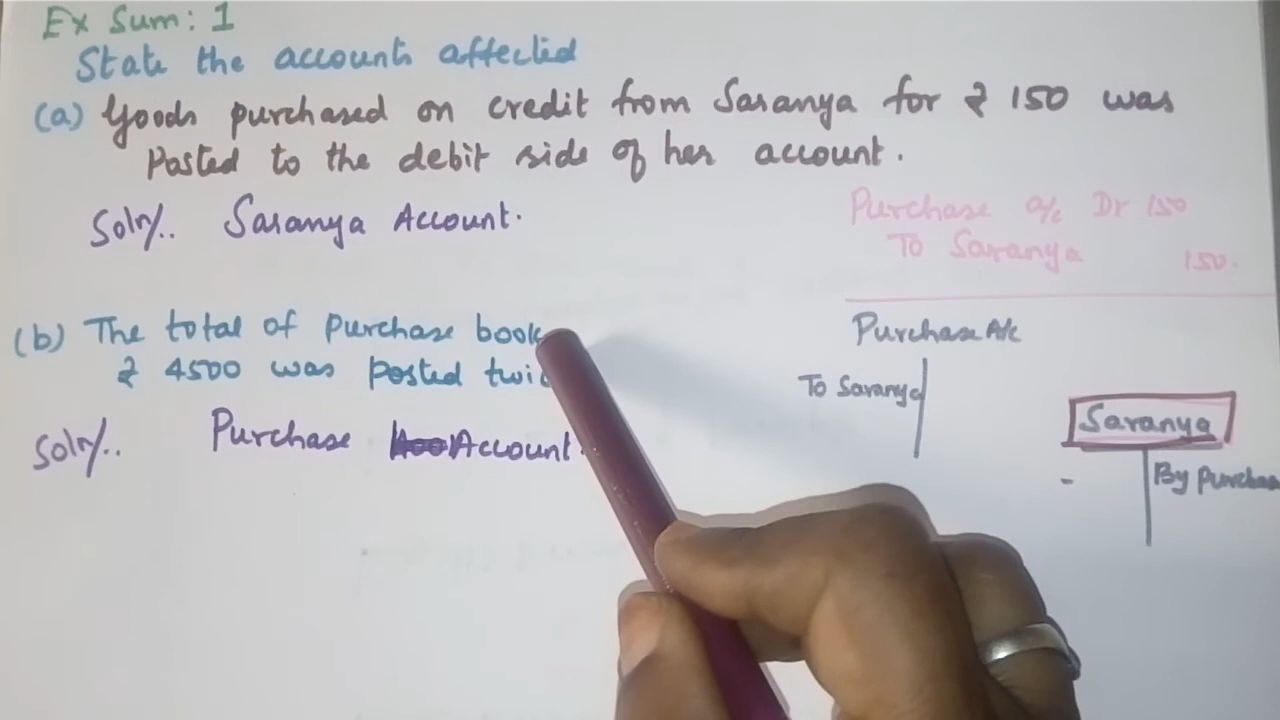 Ex Sum: 1
State the accounts affected
(a) Goods purchased on credit from Saranya for ₹ 150 was
Posted to the debit side of her account.
Soln/.. Saranya Account.
Purchase a/c Dr 150
To Saranya 150.
(b) The total of Purchase book
₹ 4500 was posted
Soln/.. Purchase Account.
Purchase A/c
To Saranya
Saranya
By Purchase